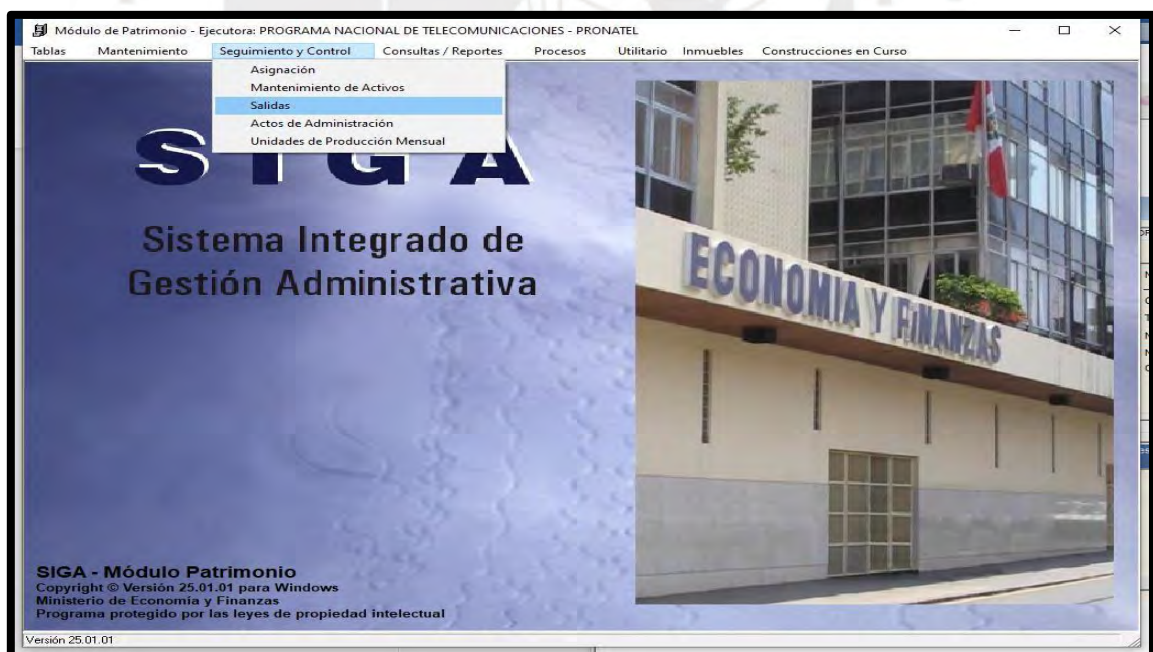 Módulo de Patrimonio - Ejecutora: PROGRAMA NACIONAL DE TELECOMUNICACIONES - PRONATEL
Tablas Mantenimiento Seguimiento y Control Consultas / Reportes Procesos Utilitario Inmuebles Construcciones en Curso
Asignación
Mantenimiento de Activos
Salidas
Actos de Administración
Unidades de Producción Mensual
SIGA
Sistema Integrado de
Gestión Administrativa
ECONOMIA Y FINANZAS
SIGA - Módulo Patrimonio
Copyright © Versión 25.01.01 para Windows
Ministerio de Economía y Finanzas
Programa protegido por las leyes de propiedad intelectual
Versión 25.01.01